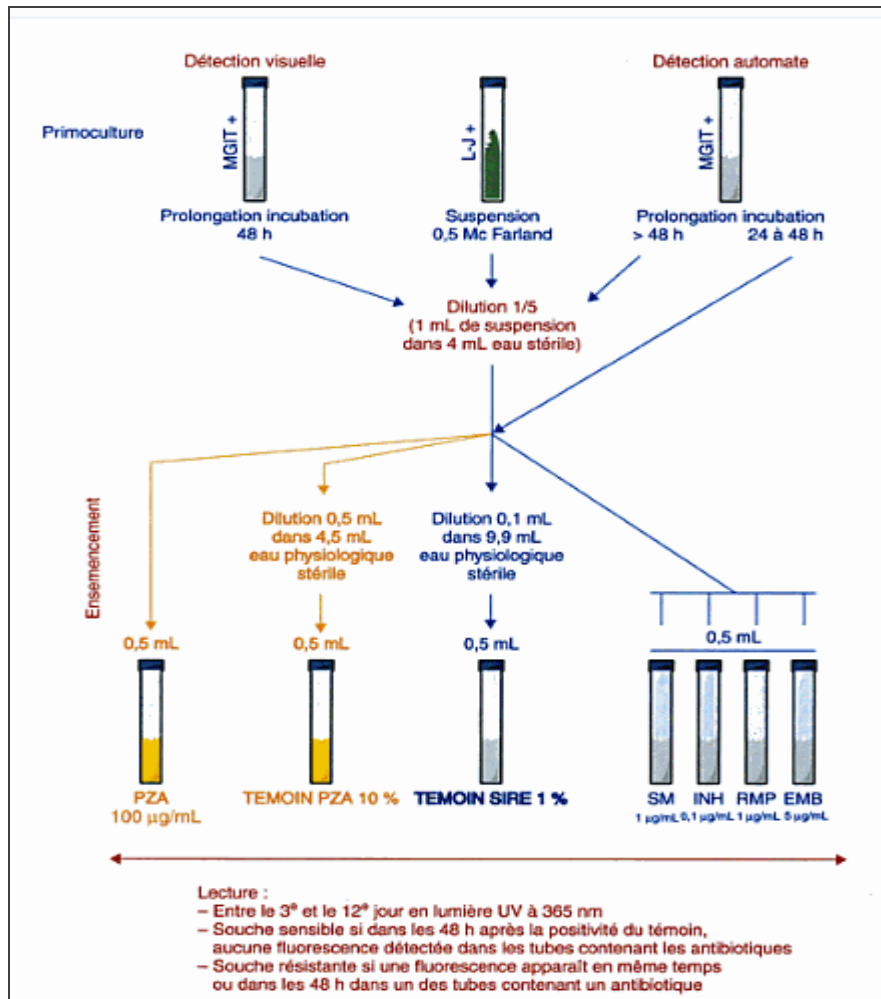 Détection visuelle
Détection automate
Primoculture
MGIT +
L-J +
MGIT +
Prolongation incubation
48 h
Suspension
0,5 Mc Farland
Prolongation incubation
> 48 h 24 à 48 h
Dilution 1/5
(1 mL de suspension
dans 4 mL eau stérile)
Ensemencement
Dilution 0,5 mL
dans 4,5 mL
eau physiologique
stérile
Dilution 0,1 mL
dans 9,9 mL
eau physiologique
stérile
0,5 mL
0,5 mL
0,5 mL
0,5 mL
PZA
100 µg/mL
TEMOIN PZA 10 %
TEMOIN SIRE 1 %
SM INH RMP EMB
1 µg/mL 0,1 µg/mL 1 µg/mL 5 µg/mL
Lecture :
– Entre le 3e et le 12e jour en lumière UV à 365 nm
– Souche sensible si dans les 48 h après la positivité du témoin,
aucune fluorescence détectée dans les tubes contenant les antibiotiques
– Souche résistante si une fluorescence apparaît en même temps
ou dans les 48 h dans un des tubes contenant un antibiotique